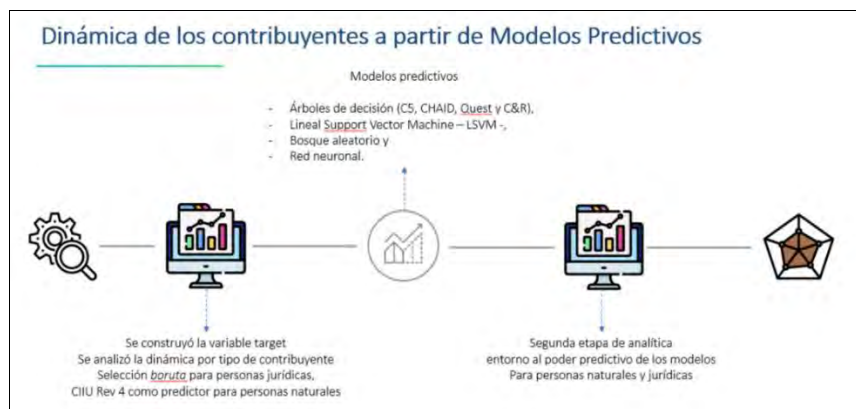 Dinámica de los contribuyentes a partir de Modelos Predictivos
Modelos predictivos
- Árboles de decisión (C5, CHAID, Quest y C&R),
- Lineal Support Vector Machine – LSVM -,
- Bosque aleatorio y
- Red neuronal.
Se construyó la variable target
Se analizó la dinámica por tipo de contribuyente
Selección boruta para personas jurídicas,
CIIU Rev 4 como predictor para personas naturales
Segunda etapa de analítica
entorno al poder predictivo de los modelos
Para personas naturales y jurídicas